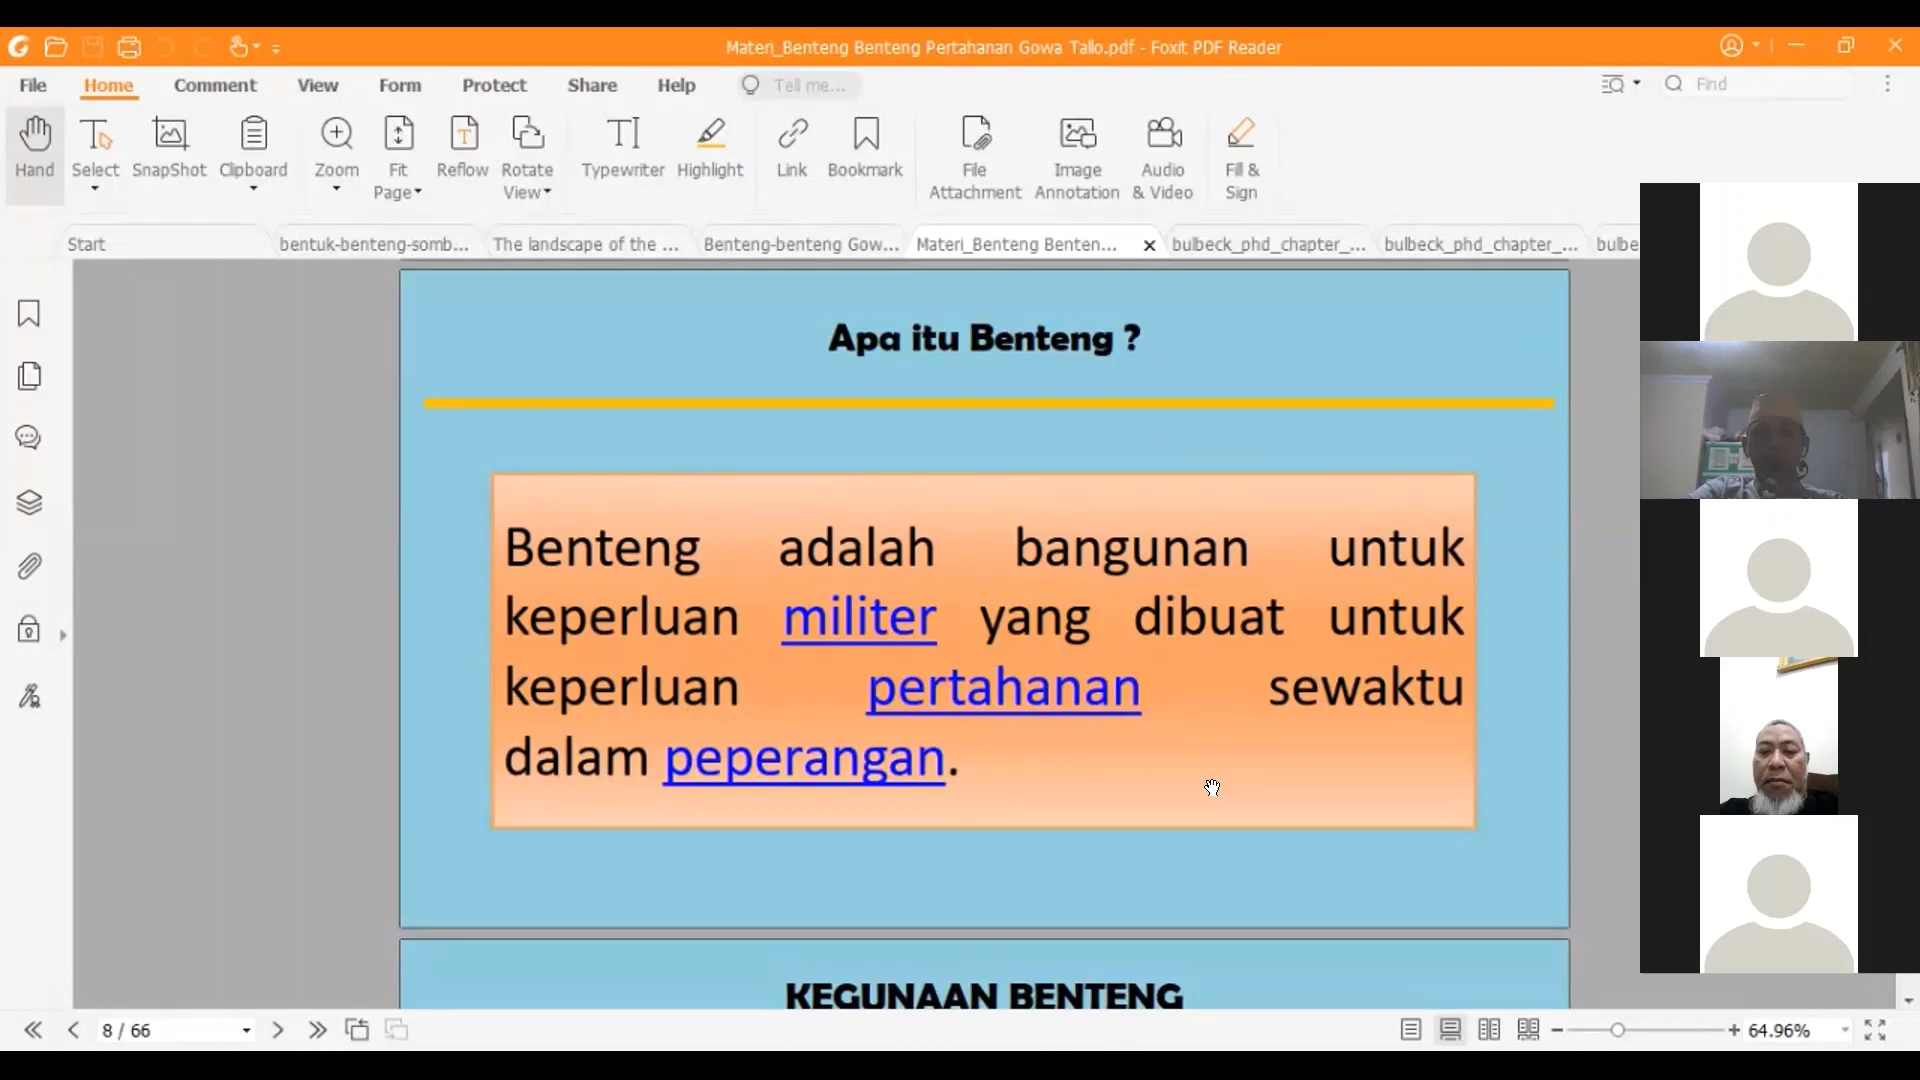 Materi_Benteng Benteng Pertahanan Gowa Tallo.pdf - Foxit PDF Reader
File Home Comment View Form Protect Share Help Tell me... Find
Hand Select SnapShot Clipboard Zoom Fit Page Reflow Rotate View Typewriter Highlight Link Bookmark File Attachment Image Annotation Audio & Video Fill & Sign
Start bentuk-benteng-somb... The landscape of the ... Benteng-benteng Gow... Materi_Benteng Benten... bulbeck_phd_chapter_... bulbeck_phd_chapter_... bulbe
Apa itu Benteng ?
Benteng adalah bangunan untuk
keperluan militer yang dibuat untuk
keperluan pertahanan sewaktu
dalam peperangan.
KEGUNAAN BENTENG
8 / 66
64.96%